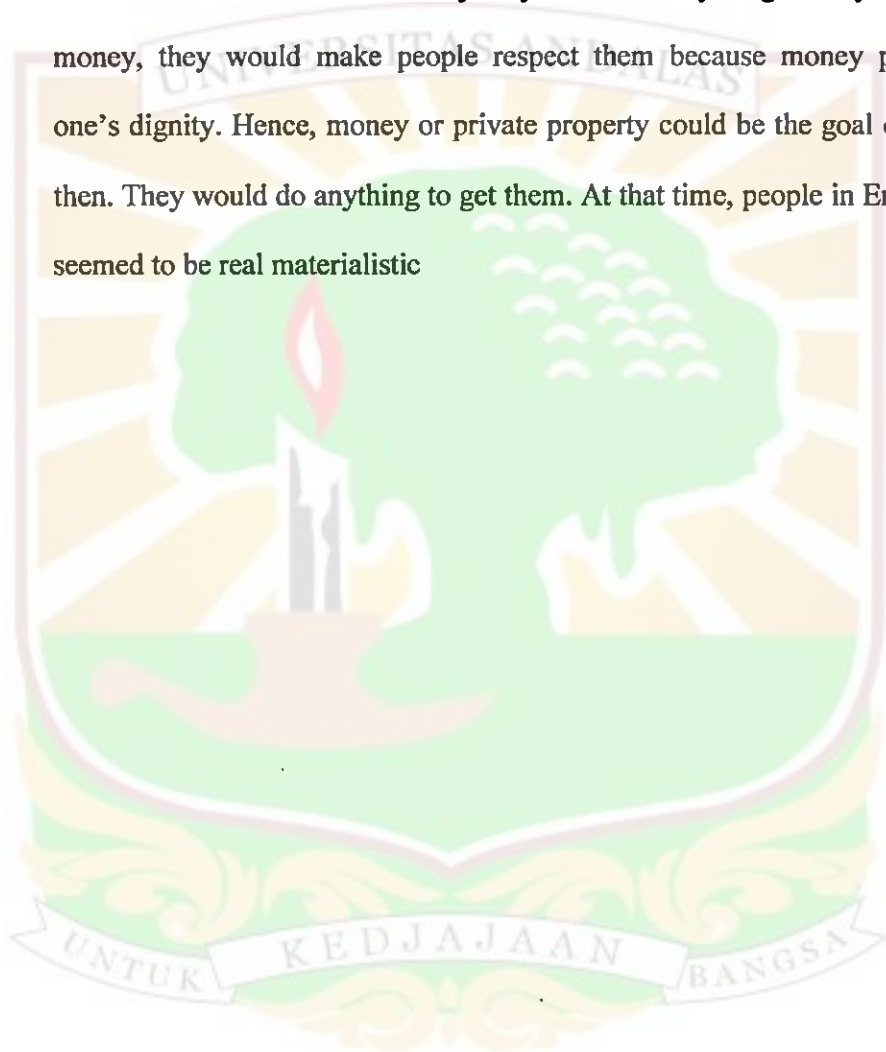 UNIVERSITAS ANDALAS
money, they would make people respect them because money
one's dignity. Hence, money or private property could be the goal
then. They would do anything to get them. At that time, people in
seemed to be real materialistic
UNTUK KEDJAJAAN BANGSA